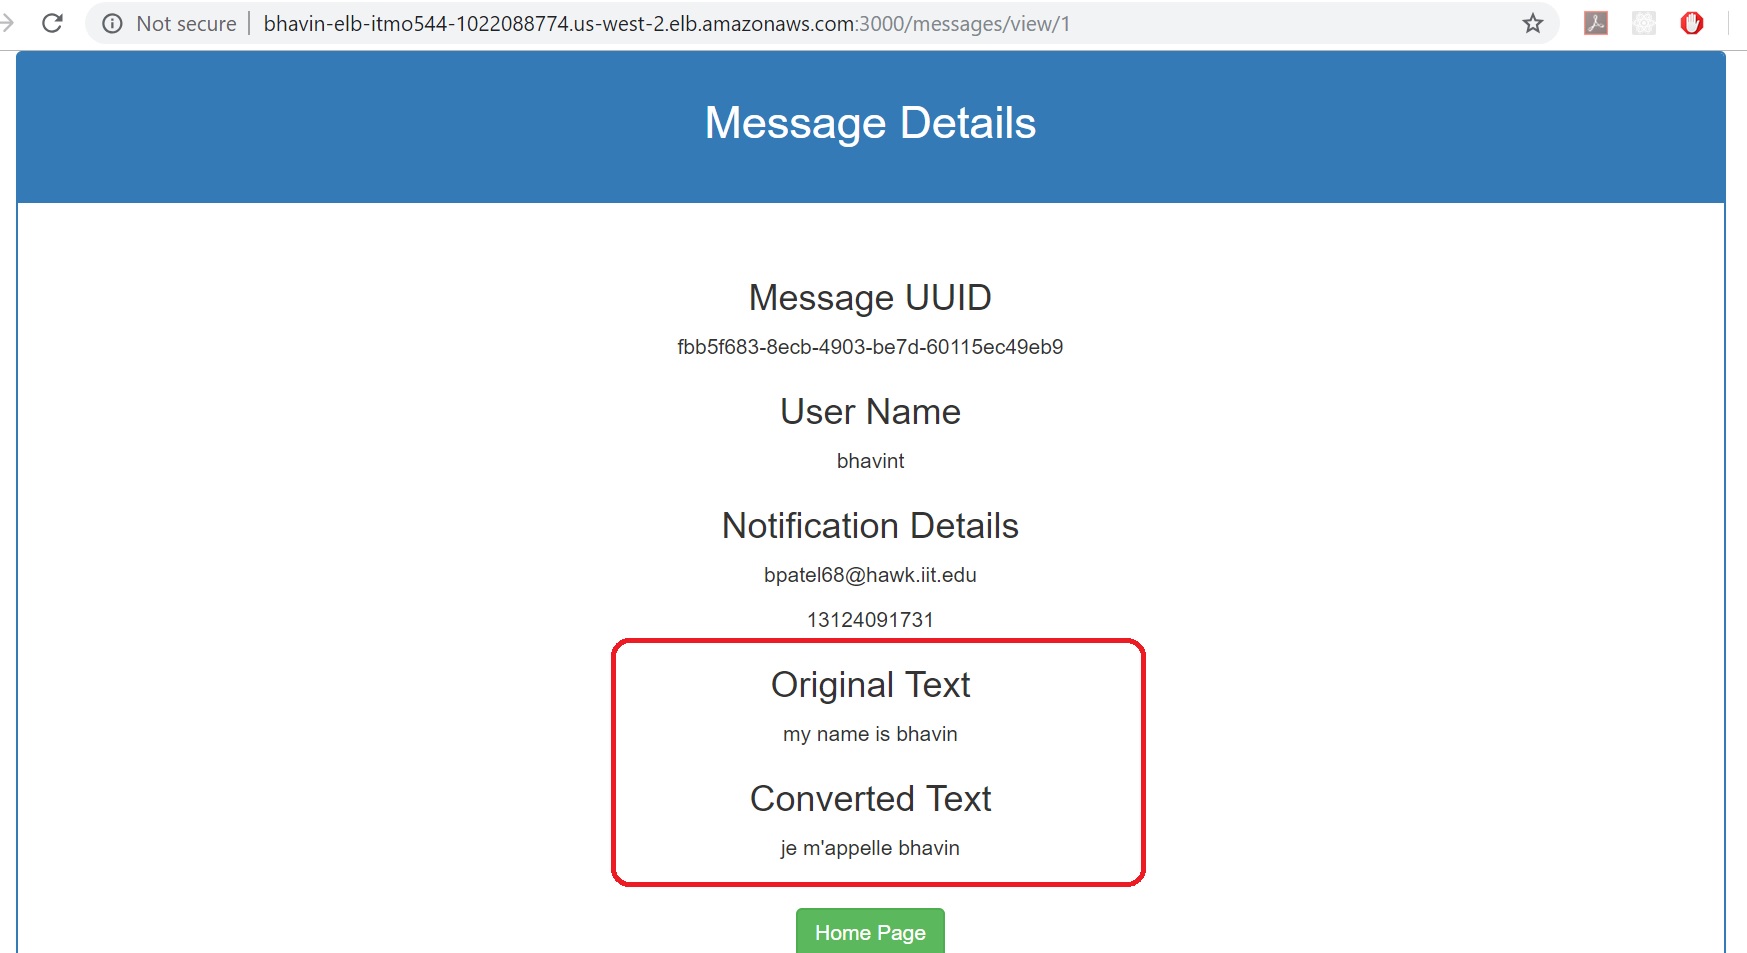 Not secure bhavin-elb-itmo544-1022088774.us-west-2.elb.amazonaws.com:3000/messages/view/1
Message Details
Message UUID
fbb5f683-8ecb-4903-be7d-60115ec49eb9
User Name
bhavint
Notification Details
bpatel68@hawk.iit.edu
13124091731
Original Text
my name is bhavin
Converted Text
je m'appelle bhavin
Home Page